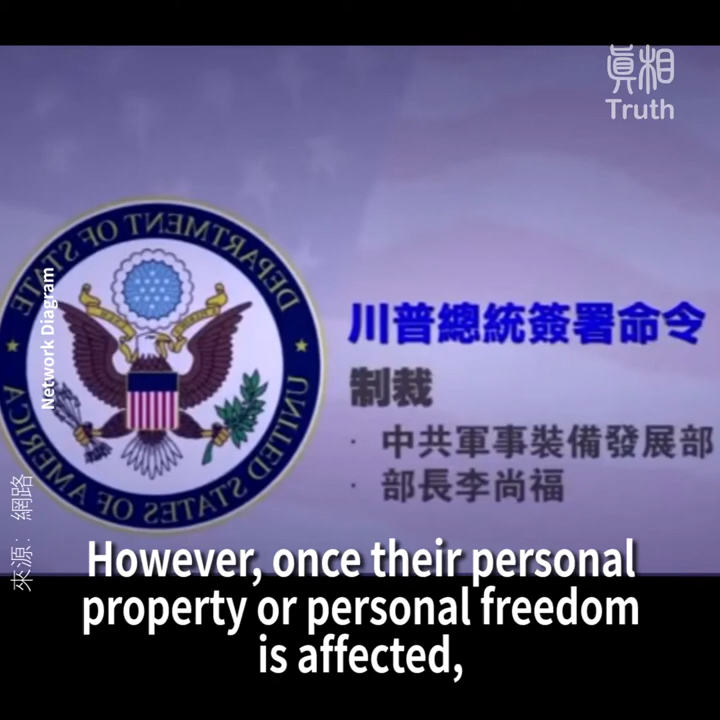 真相
Truth
DEPARTMENT OF STATE
UNITED STATES OF AMERICA
Network Diagram
來源：網路
川普總統簽署命令
制裁
· 中共軍事裝備發展部
· 部長李尚福
However, once their personal
property or personal freedom
is affected,